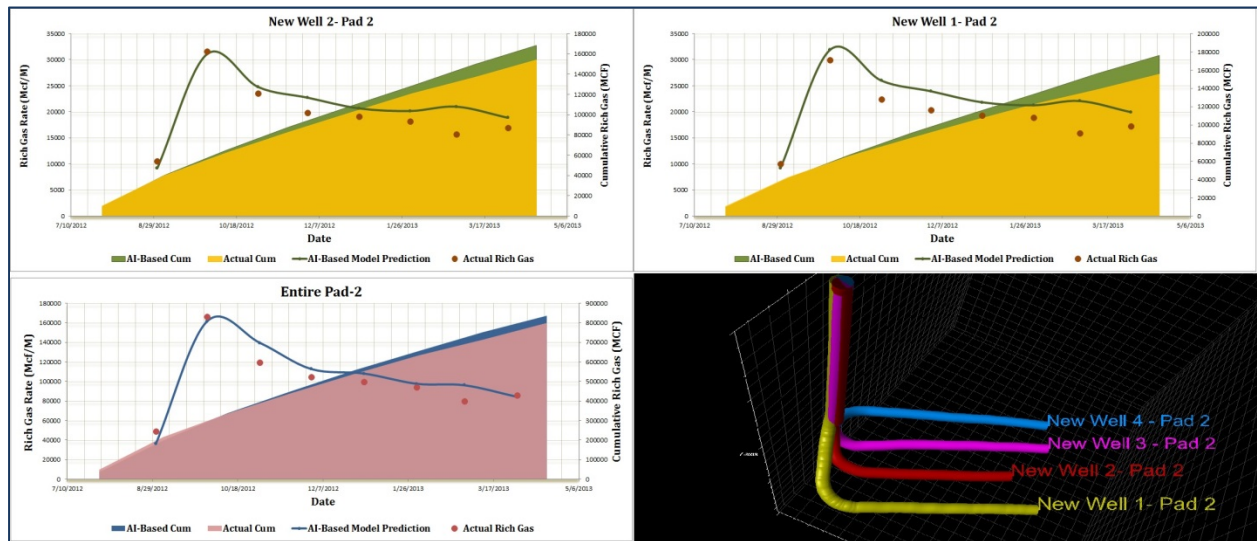 New Well 2- Pad 2
35000
30000
25000
20000
15000
10000
5000
0
Rich Gas Rate (Mcf/M)
180000
160000
140000
120000
100000
80000
60000
40000
20000
0
Cumulative Rich Gas (MCF)
7/10/2012 8/29/2012 10/18/2012 12/7/2012 1/26/2013 3/17/2013 5/6/2013
Date
AI-Based Cum Actual Cum AI-Based Model Prediction Actual Rich Gas
New Well 1- Pad 2
35000
30000
25000
20000
15000
10000
5000
0
Rich Gas Rate (Mcf/M)
200000
180000
160000
140000
120000
100000
80000
60000
40000
20000
0
Cumulative Rich Gas (MCF)
7/10/2012 8/29/2012 10/18/2012 12/7/2012 1/26/2013 3/17/2013 5/6/2013
Date
AI-Based Cum Actual Cum AI-Based Model Prediction Actual Rich Gas
Entire Pad-2
180000
160000
140000
120000
100000
80000
60000
40000
20000
0
Rich Gas Rate (Mcf/M)
900000
800000
700000
600000
500000
400000
300000
200000
100000
0
Cumulative Rich Gas (MCF)
7/10/2012 8/29/2012 10/18/2012 12/7/2012 1/26/2013 3/17/2013 5/6/2013
Date
AI-Based Cum Actual Cum AI-Based Model Prediction Actual Rich Gas
New Well 4 - Pad 2
New Well 3 - Pad 2
New Well 2- Pad 2
New Well 1- Pad 2